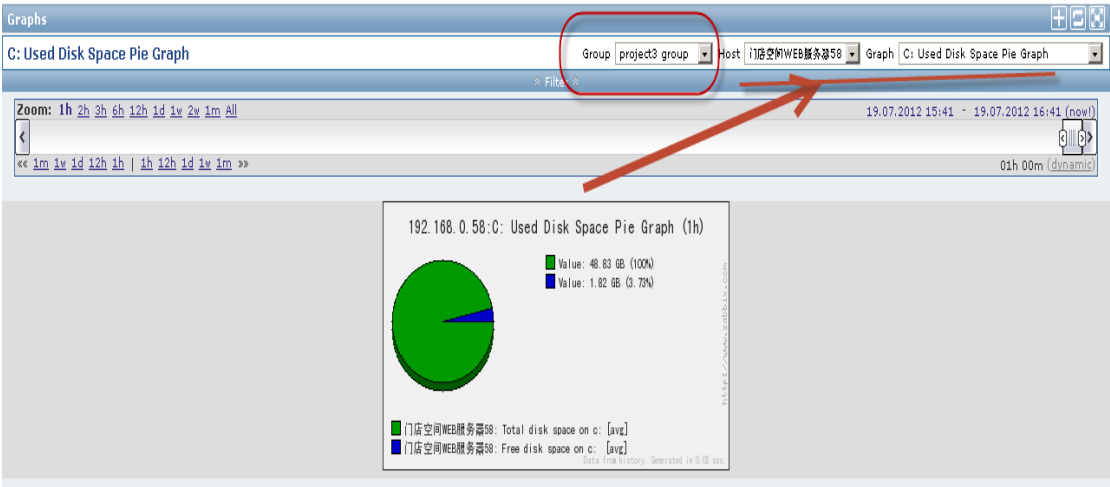 Graphs
C: Used Disk Space Pie Graph Group project3 group Host 门店空间WEB服务器58 Graph C: Used Disk Space Pie Graph
« Filter »
Zoom: 1h 2h 3h 6h 12h 1d 1w 2w 1m All 19.07.2012 15:41 - 19.07.2012 16:41 (now!)
«« 1m 1w 1d 12h 1h | 1h 12h 1d 1w 1m »» 01h 00m (dynamic)
192.168.0.58:C: Used Disk Space Pie Graph (1h)
Value: 48.83 GB (100%)
Value: 1.82 GB (3.73%)
http://www.zabbix.com
门店空间WEB服务器58: Total disk space on c: [avg]
门店空间WEB服务器58: Free disk space on c: [avg]
Data from history. Generated in 0.02 sec.